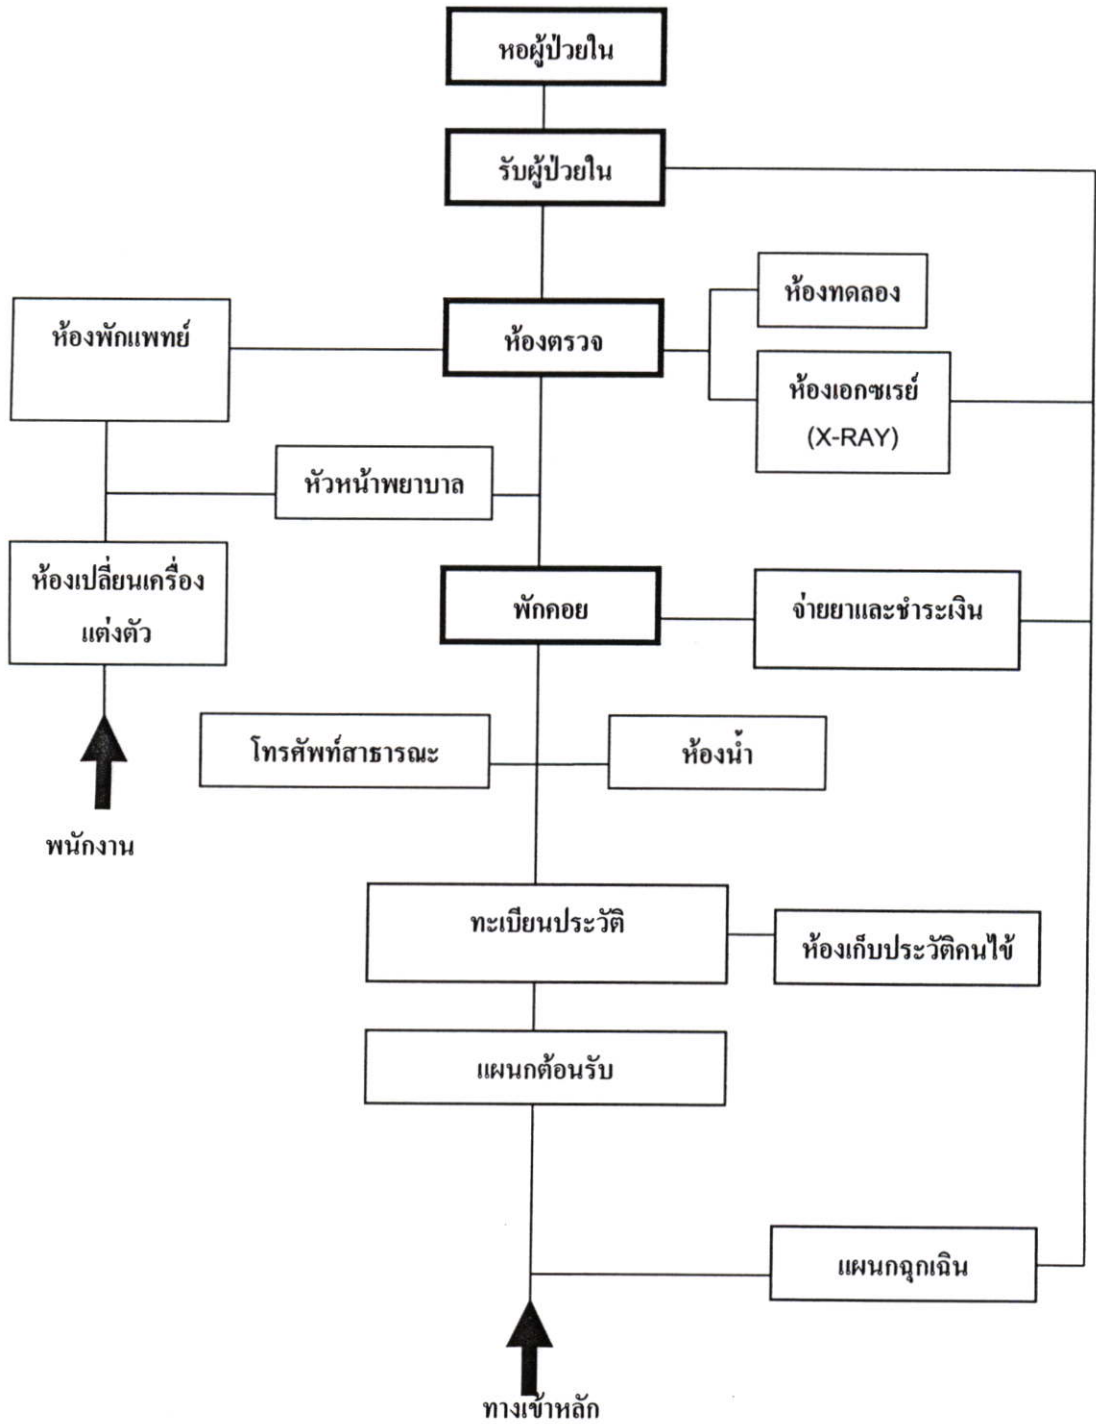 หอผู้ป่วยใน
รับผู้ป่วยใน
ห้องทดลอง
ห้องพักแพทย์
ห้องตรวจ
ห้องเอกซเรย์
(X-RAY)
หัวหน้าพยาบาล
ห้องเปลี่ยนเครื่อง
แต่งตัว
พักคอย
จ่ายยาและชำระเงิน
โทรศัพท์สาธารณะ
ห้องน้ำ
พนักงาน
ทะเบียนประวัติ
ห้องเก็บประวัติคนไข้
แผนกต้อนรับ
แผนกฉุกเฉิน
ทางเข้าหลัก